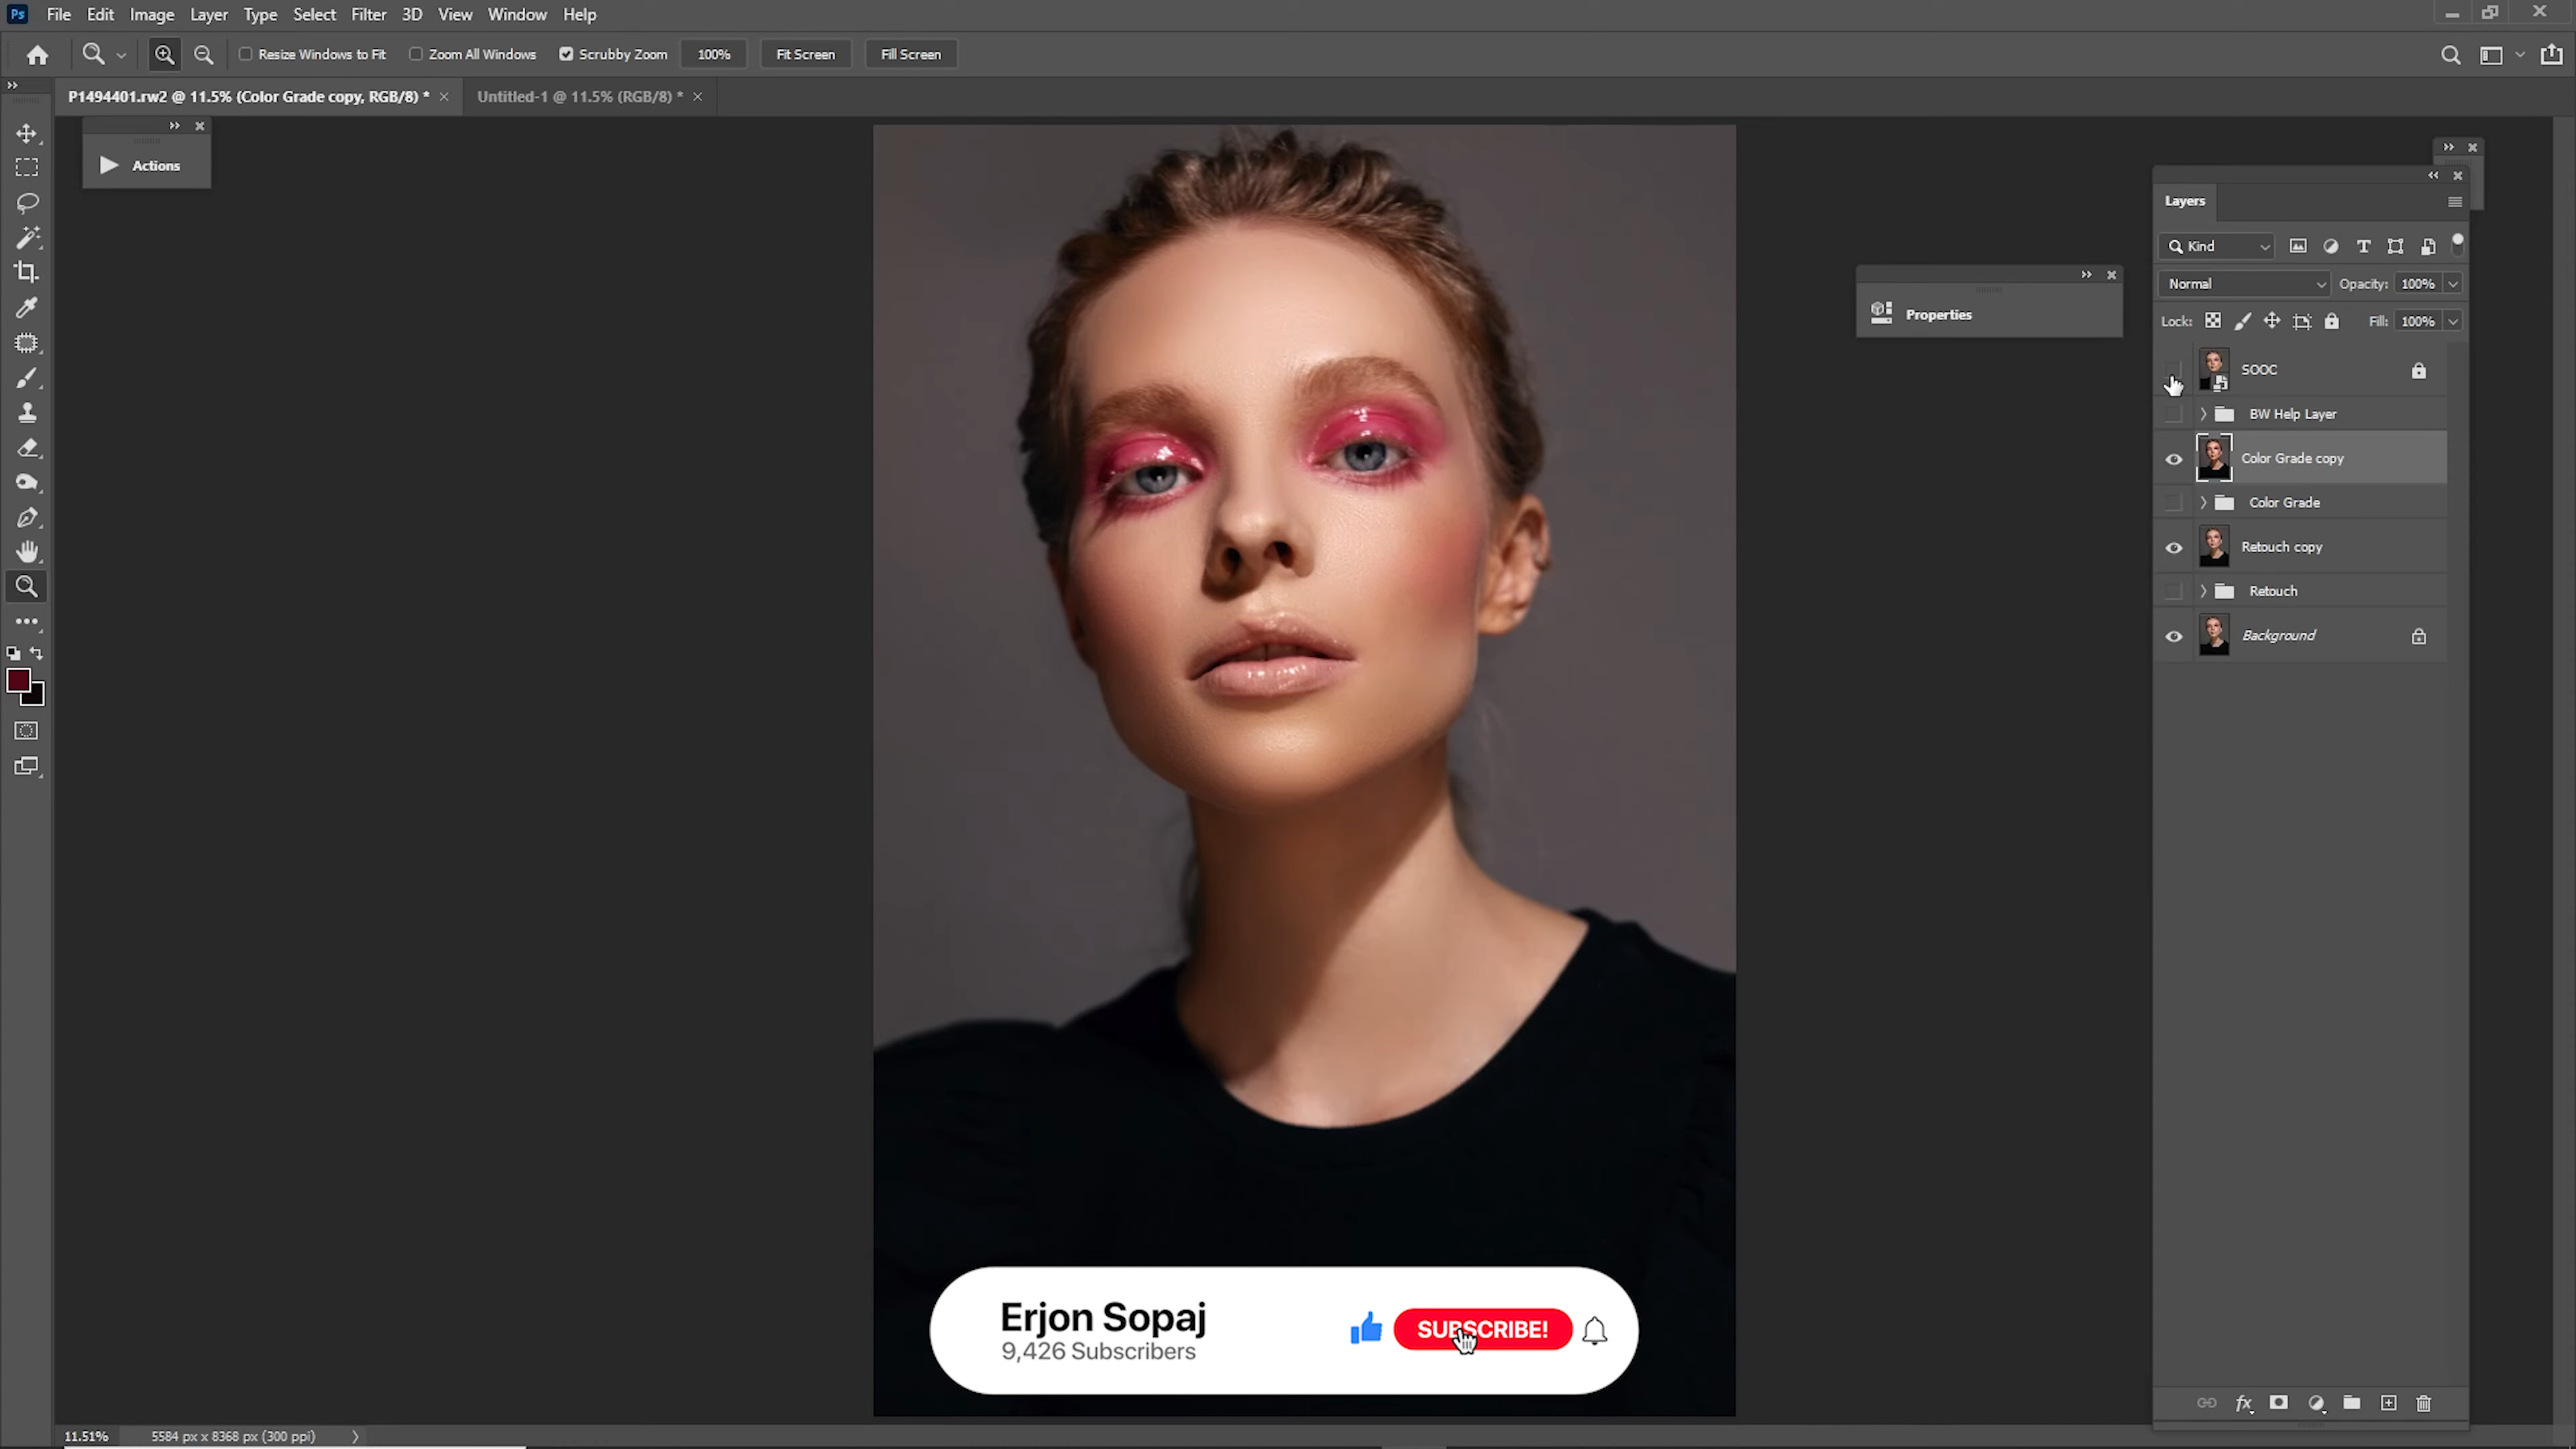 Ps File Edit Image Layer Type Select Filter 3D View Window Help
Resize Windows to Fit Zoom All Windows Scrubby Zoom 100% Fit Screen Fill Screen
P1494401.rw2 @ 11.5% (Color Grade copy, RGB/8) * Untitled-1 @ 11.5% (RGB/8) *
Actions
Properties
Layers
Kind
Normal Opacity: 100%
Lock: Fill: 100%
SOOC
BW Help Layer
Color Grade copy
Color Grade
Retouch copy
Retouch
Background
Erjon Sopaj
9,426 Subscribers
SUBSCRIBE!
fx
11.51% 5584 px x 8368 px (300 ppi)